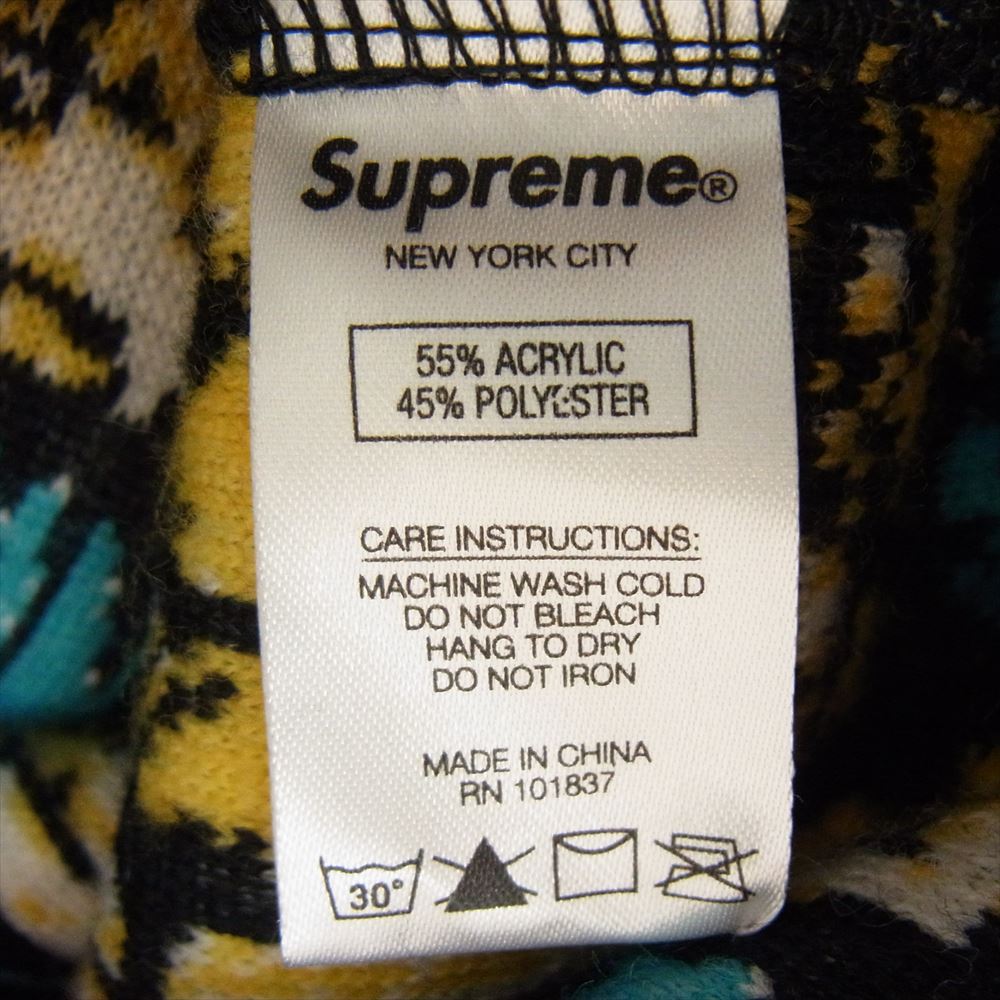 Supreme®
NEW YORK CITY
55% ACRYLIC
45% POLYESTER
CARE INSTRUCTIONS:
MACHINE WASH COLD
DO NOT BLEACH
HANG TO DRY
DO NOT IRON
MADE IN CHINA
RN 101837
30°